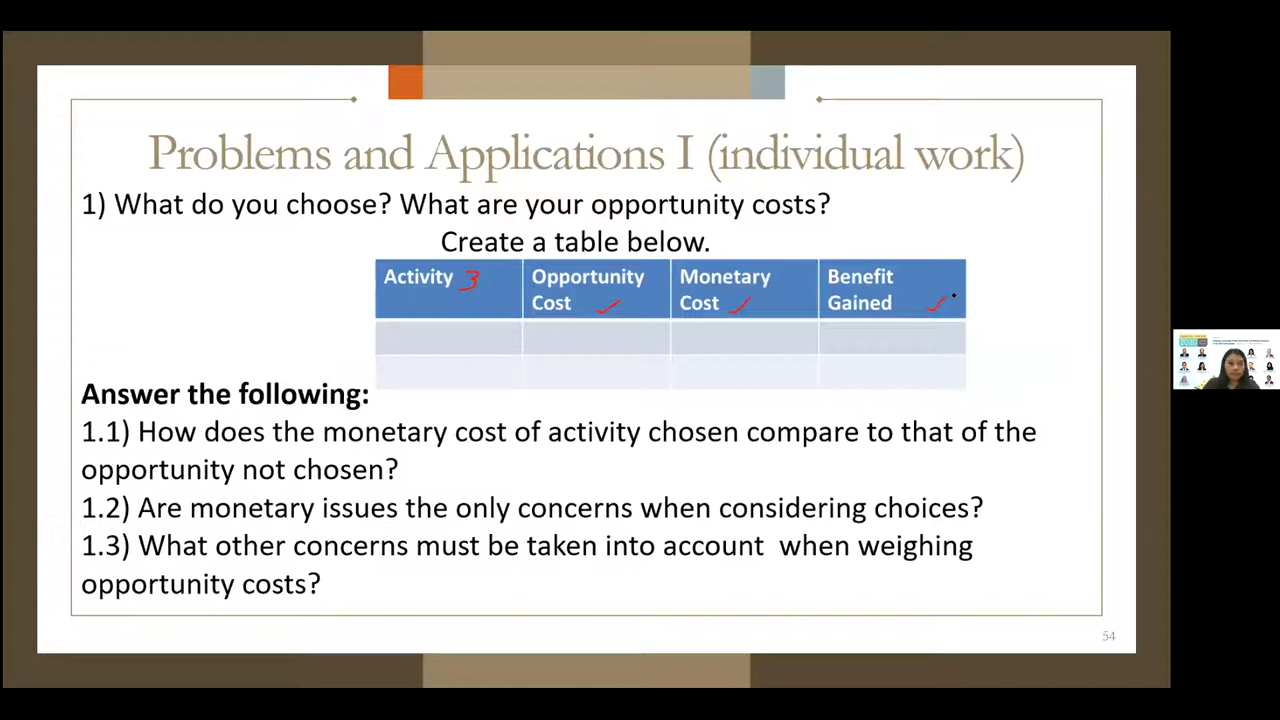 Problems and Applications I (individual work)
1) What do you choose? What are your opportunity costs?
Create a table below.
Activity 3
Opportunity Cost
Monetary Cost
Benefit Gained
Answer the following:
1.1) How does the monetary cost of activity chosen compare to that of the
opportunity not chosen?
1.2) Are monetary issues the only concerns when considering choices?
1.3) What other concerns must be taken into account when weighing
opportunity costs?
54